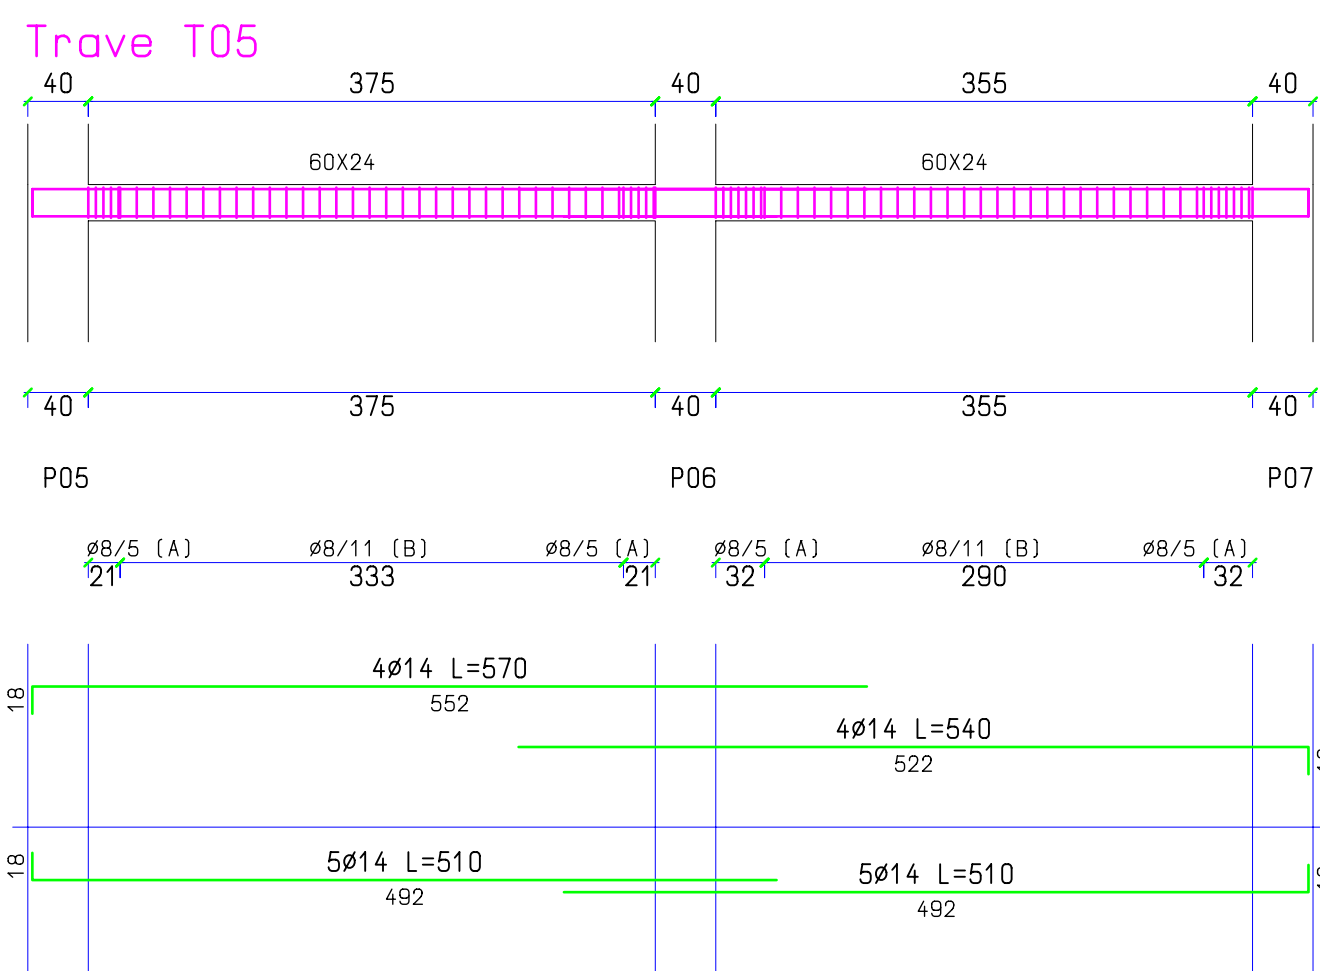 Trave T05
40 375 40 355 40
60X24 60X24
40 375 40 355 40
P05 P06 P07
ø8/5 (A) ø8/11 (B) ø8/5 (A) ø8/5 (A) ø8/11 (B) ø8/5 (A)
21 333 21 32 290 32
4ø14 L=570
18
552
4ø14 L=540
522
5ø14 L=510
18
492
5ø14 L=510
492